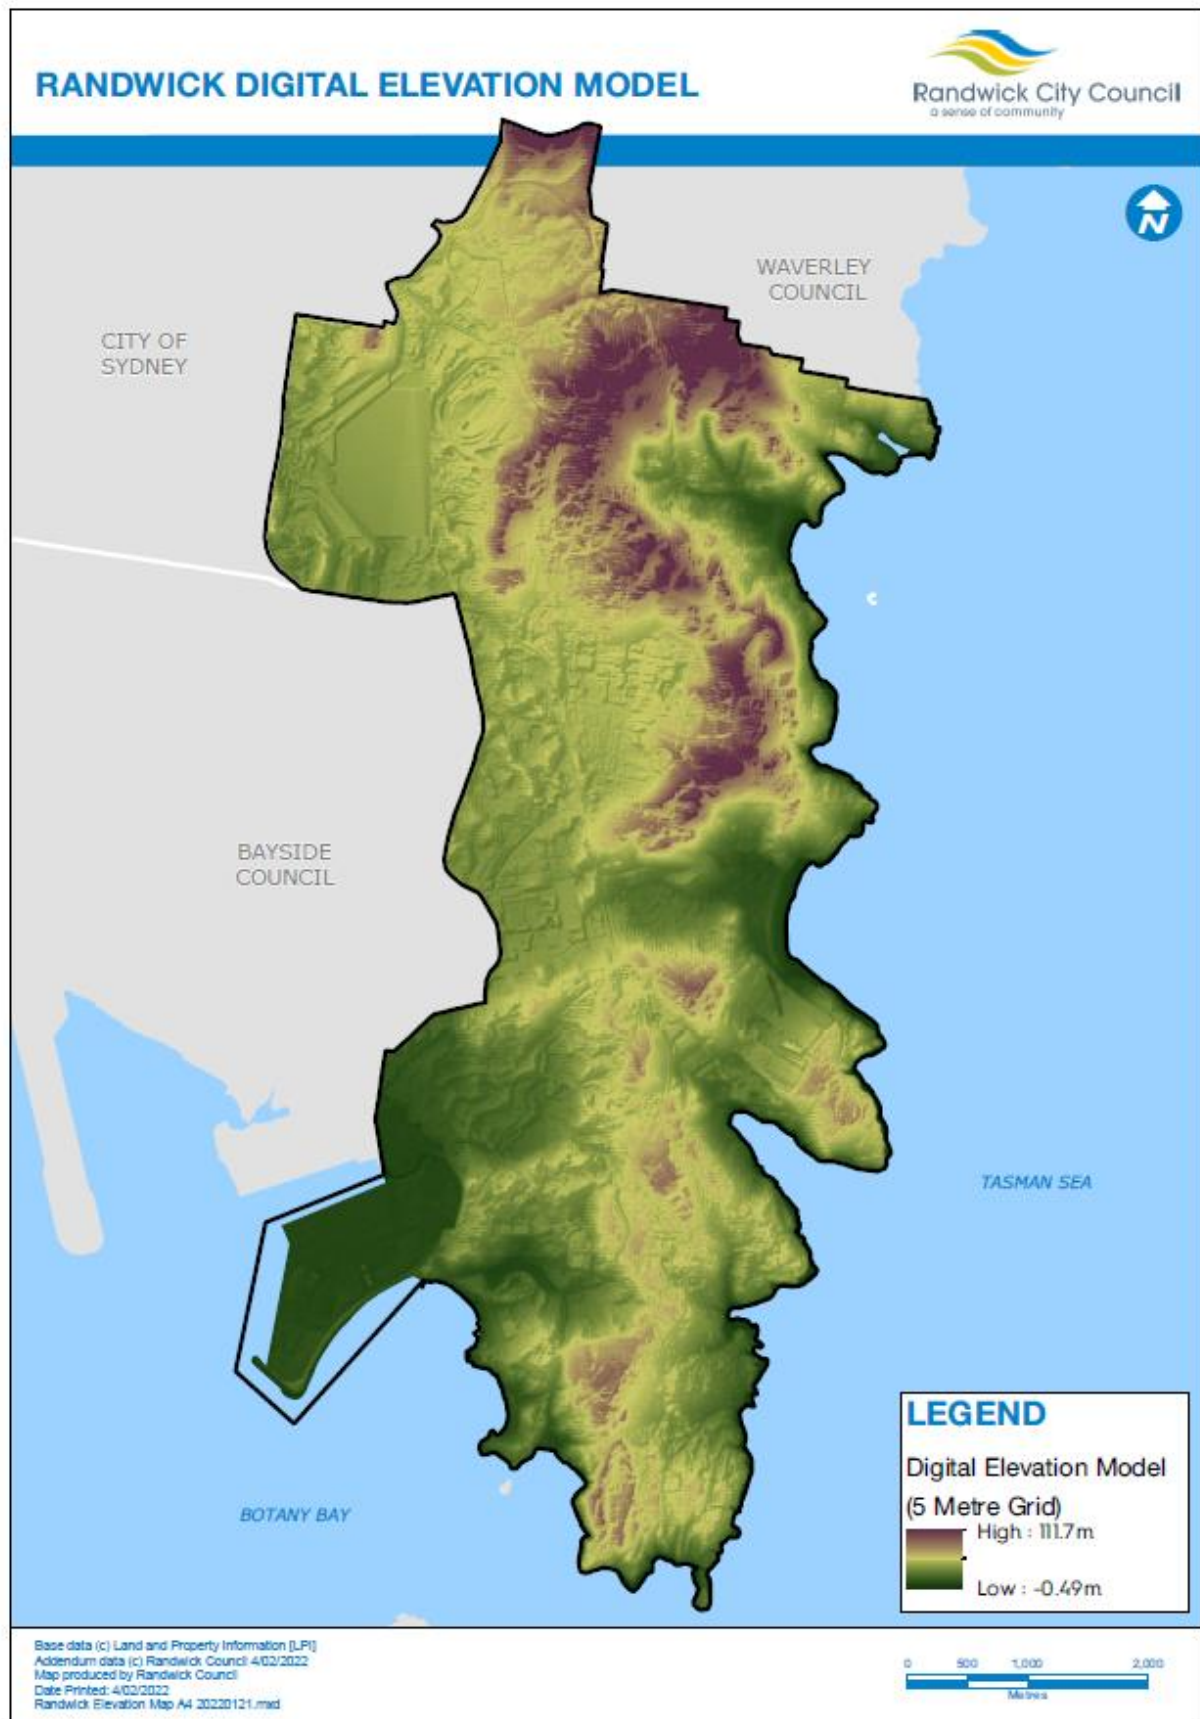 RANDWICK DIGITAL ELEVATION MODEL
Randwick City Council
a sense of community
N
WAVERLEY
COUNCIL
CITY OF
SYDNEY
BAYSIDE
COUNCIL
TASMAN SEA
BOTANY BAY
LEGEND
Digital Elevation Model
(5 Metre Grid)
High : 111.7m
Low : -0.49m
Base data (c) Land and Property Information [LPI]
Addendum data (c) Randwick Council 4/02/2022
Map produced by Randwick Council
Date Printed: 4/02/2022
Randwick Elevation Map A4 20220121.mxd
0 500 1,000 2,000
Metres